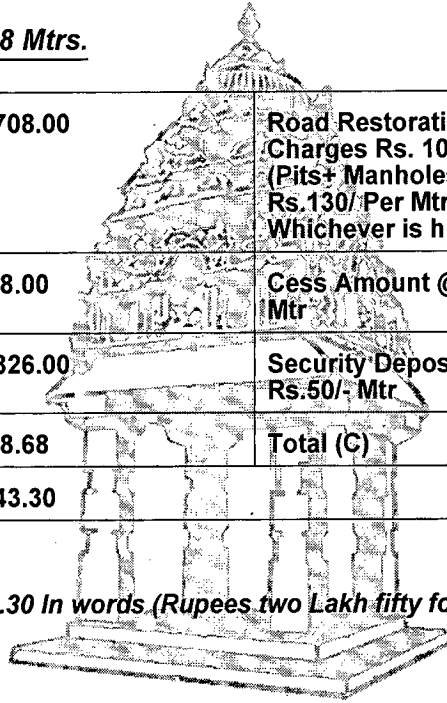 8 Mtrs.
708.00 Road Restorati
Charges Rs. 10
(Pits+ Manhole
Rs.130/ Per Mtr
Whichever is h
8.00 Cess Amount @
Mtr
826.00 Security Depos
Rs.50/- Mtr
8.68 Total (C)
43.30
.30 In words (Rupees two Lakh fifty fo